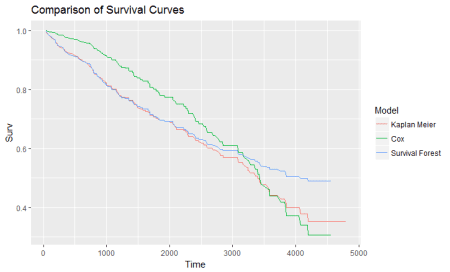 Comparison of Survival Curves
1.0
0.8
0.6
0.4
Surv
0
1000
2000
3000
4000
5000
Time
Model
Kaplan Meier
Cox
Survival Forest